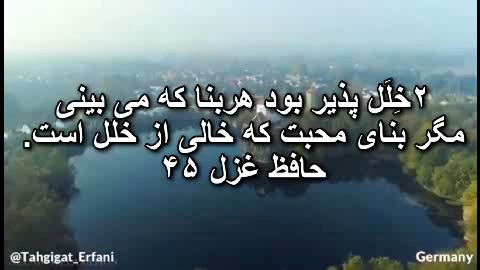 ۲خِلَل پذیر بود هربنا که می بینی
مگر بنای محبت که خالی از خلل است.
حافظ غزل ۴۵
@Tahgigat_Erfani
Germany